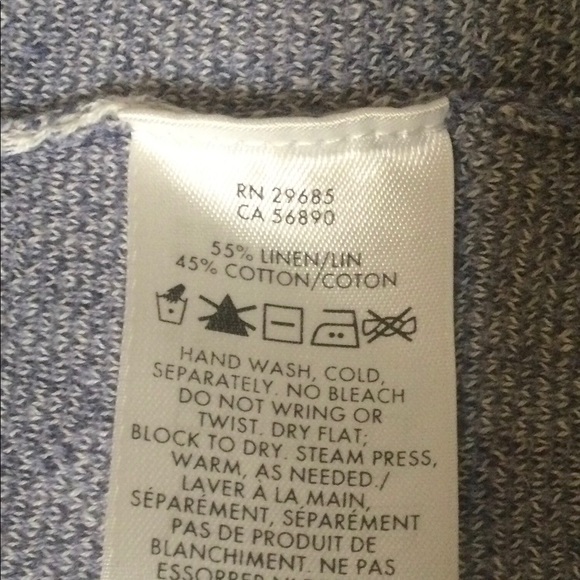 RN 29685
CA 56890
55% LINEN/LIN
45% COTTON/COTON
HAND WASH, COLD,
SEPARATELY. NO BLEACH
DO NOT WRING OR
TWIST. DRY FLAT;
BLOCK TO DRY. STEAM PRESS,
WARM, AS NEEDED./
LAVER À LA MAIN,
SÉPARÉMENT, SÉPARÉMENT
PAS DE PRODUIT DE
BLANCHIMENT. NE PAS
ESSORER